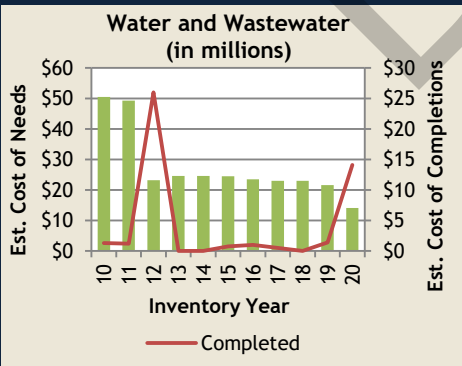 Water and Wastewater
(in millions)
Est. Cost of Needs
$60
$50
$40
$30
$20
$10
$0
$30
$25
$20
$15
$10
$5
$0
Est. Cost of Completions
10 11 12 13 14 15 16 17 18 19 20
Inventory Year
Completed